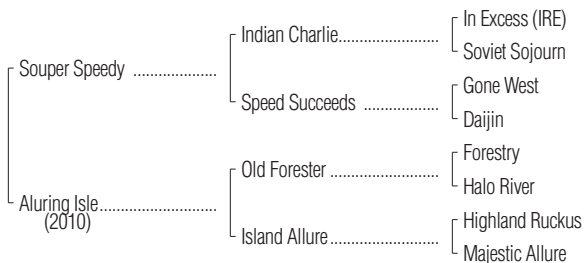 In Excess (IRE)
Indian Charlie
Soviet Sojourn
Souper Speedy
Gone West
Speed Succeeds
Daijin
Forestry
Old Forester
Halo River
Aluring Isle
(2010)
Highland Ruckus
Island Allure
Majestic Allure